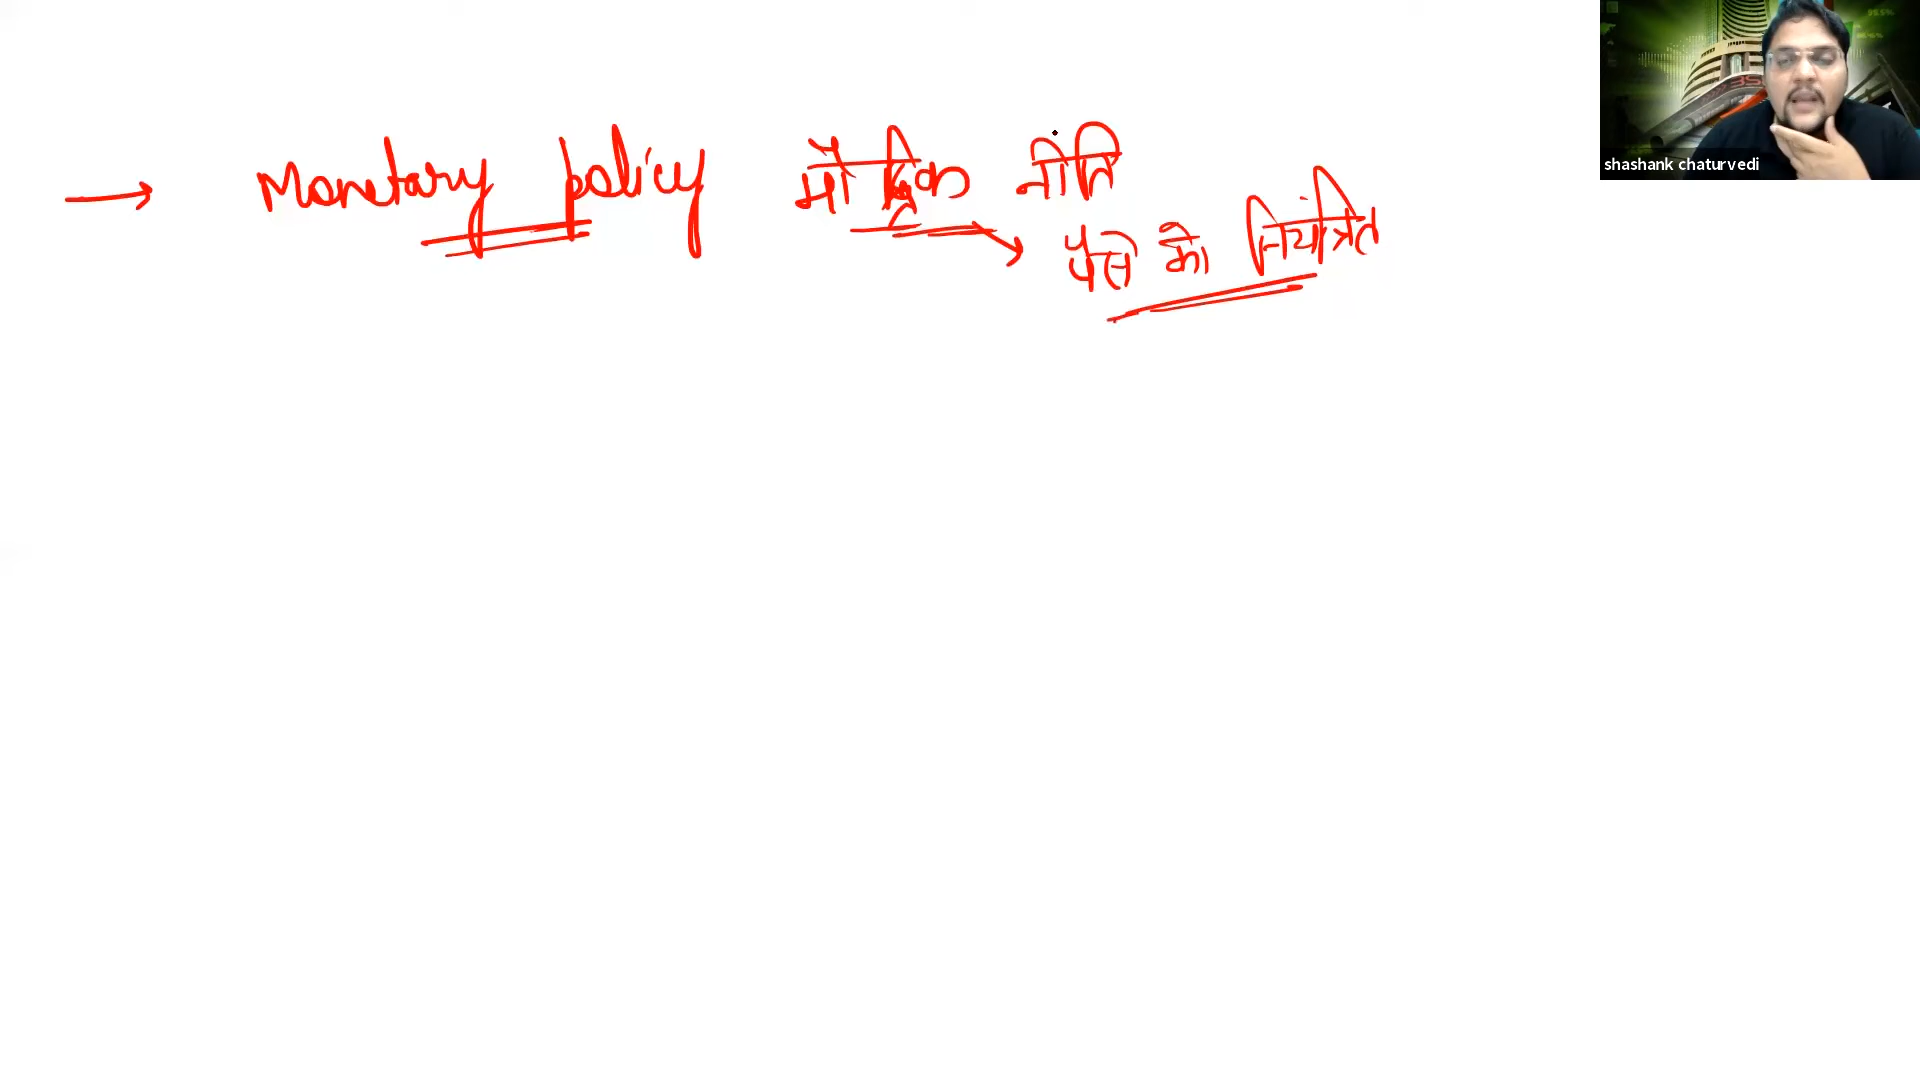 → Monetary policy मौद्रिक नीति
→ पैसे को नियंत्रित
shashank chaturvedi